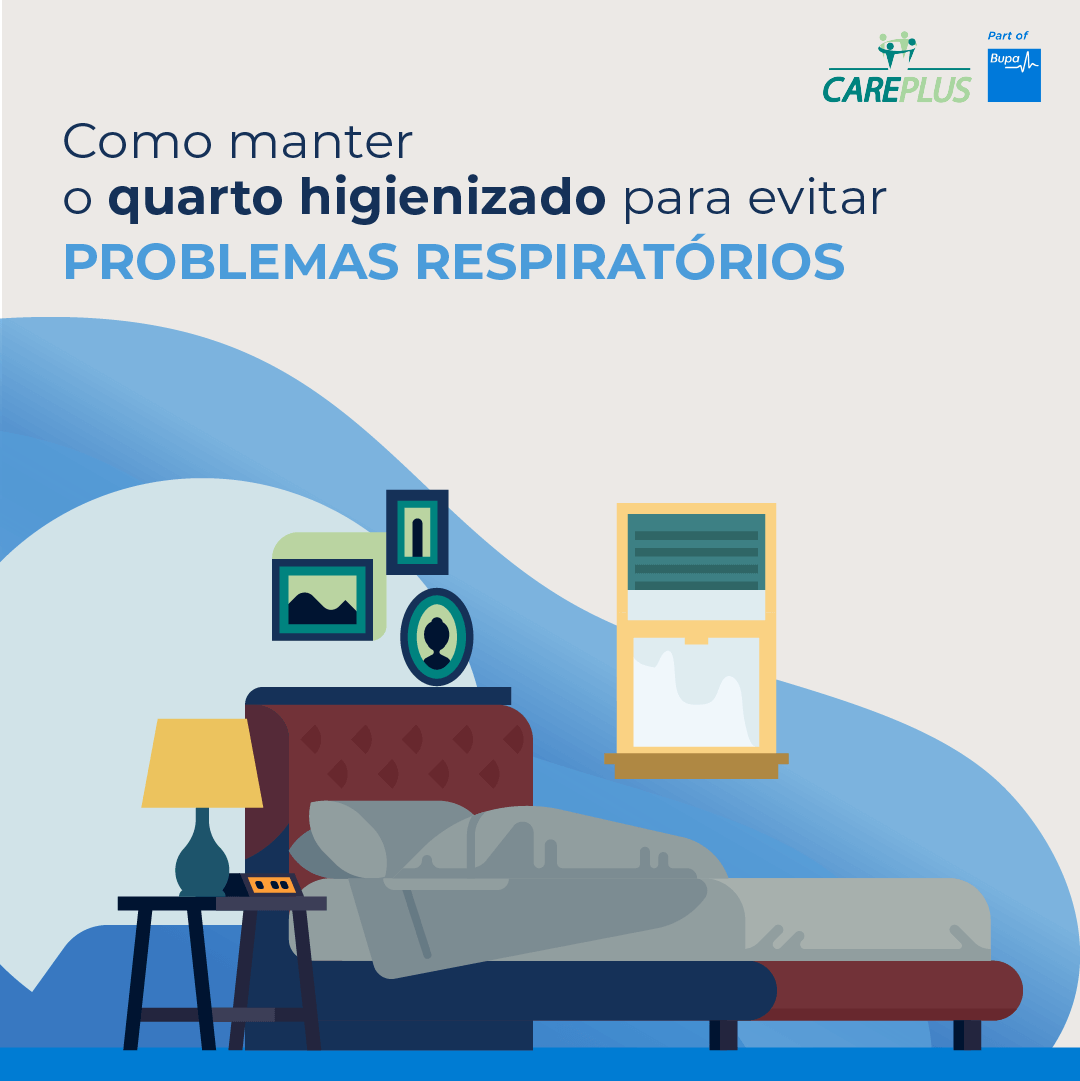 Part of
Bupa
CAREPLUS
Como manter
o quarto higienizado para evitar
PROBLEMAS RESPIRATÓRIOS